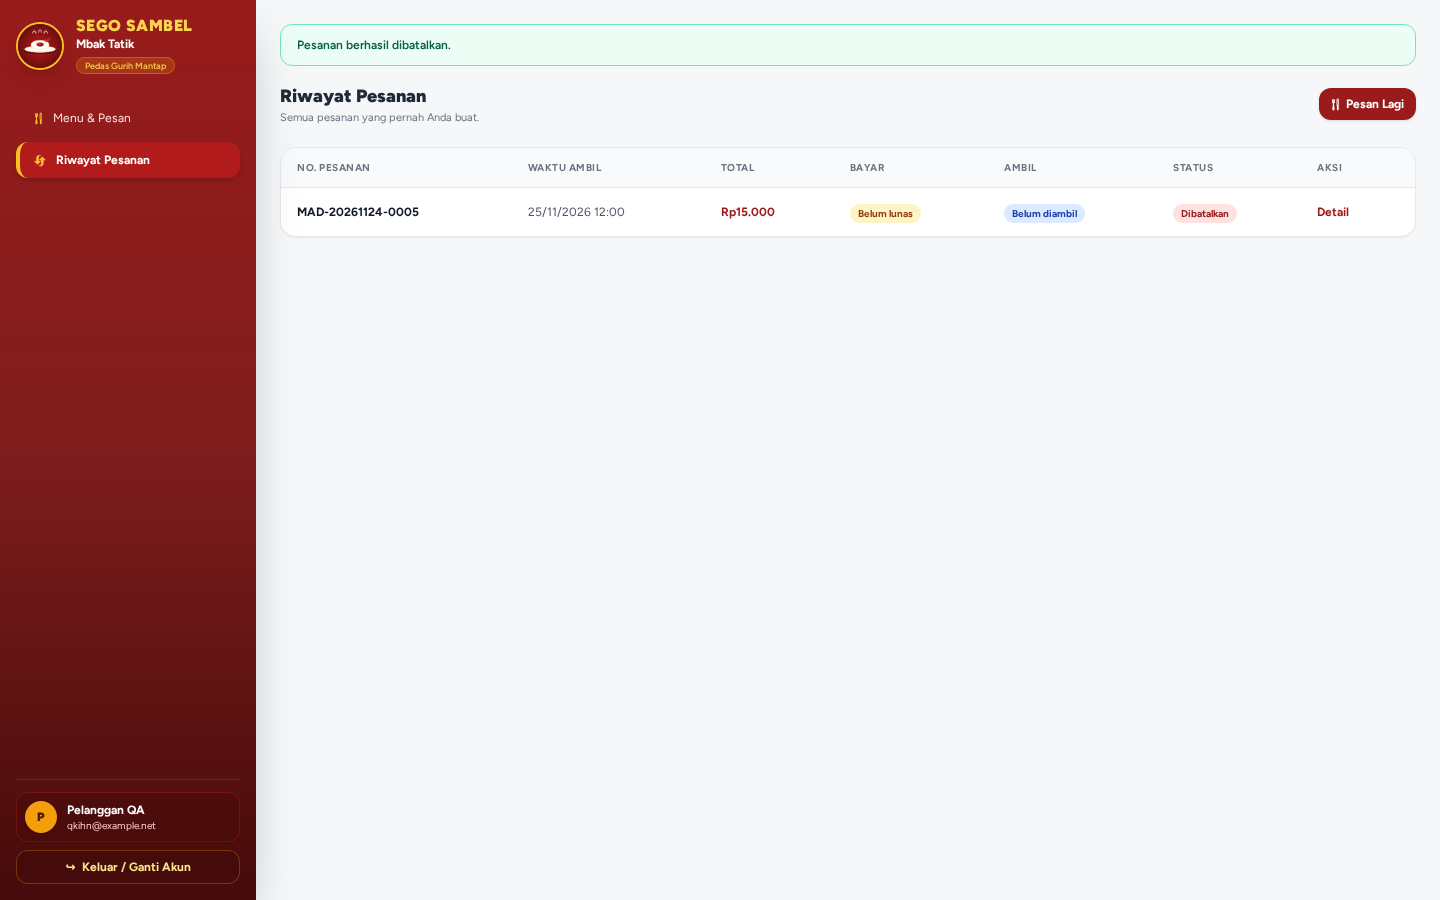 SEGO SAMBEL
Mbak Tatik
Pedas Gurih Mantap
Menu & Pesan
Riwayat Pesanan
Pelanggan QA
P
qkihn@example.net
Keluar / Ganti Akun
Pesanan berhasil dibatalkan.
Riwayat Pesanan
Semua pesanan yang pernah Anda buat.
Pesan Lagi
NO. PESANAN WAKTU AMBIL TOTAL BAYAR AMBIL STATUS AKSI
MAD-20261124-0005 25/11/2026 12:00 Rp15.000 Belum lunas Belum diambil Dibatalkan Detail